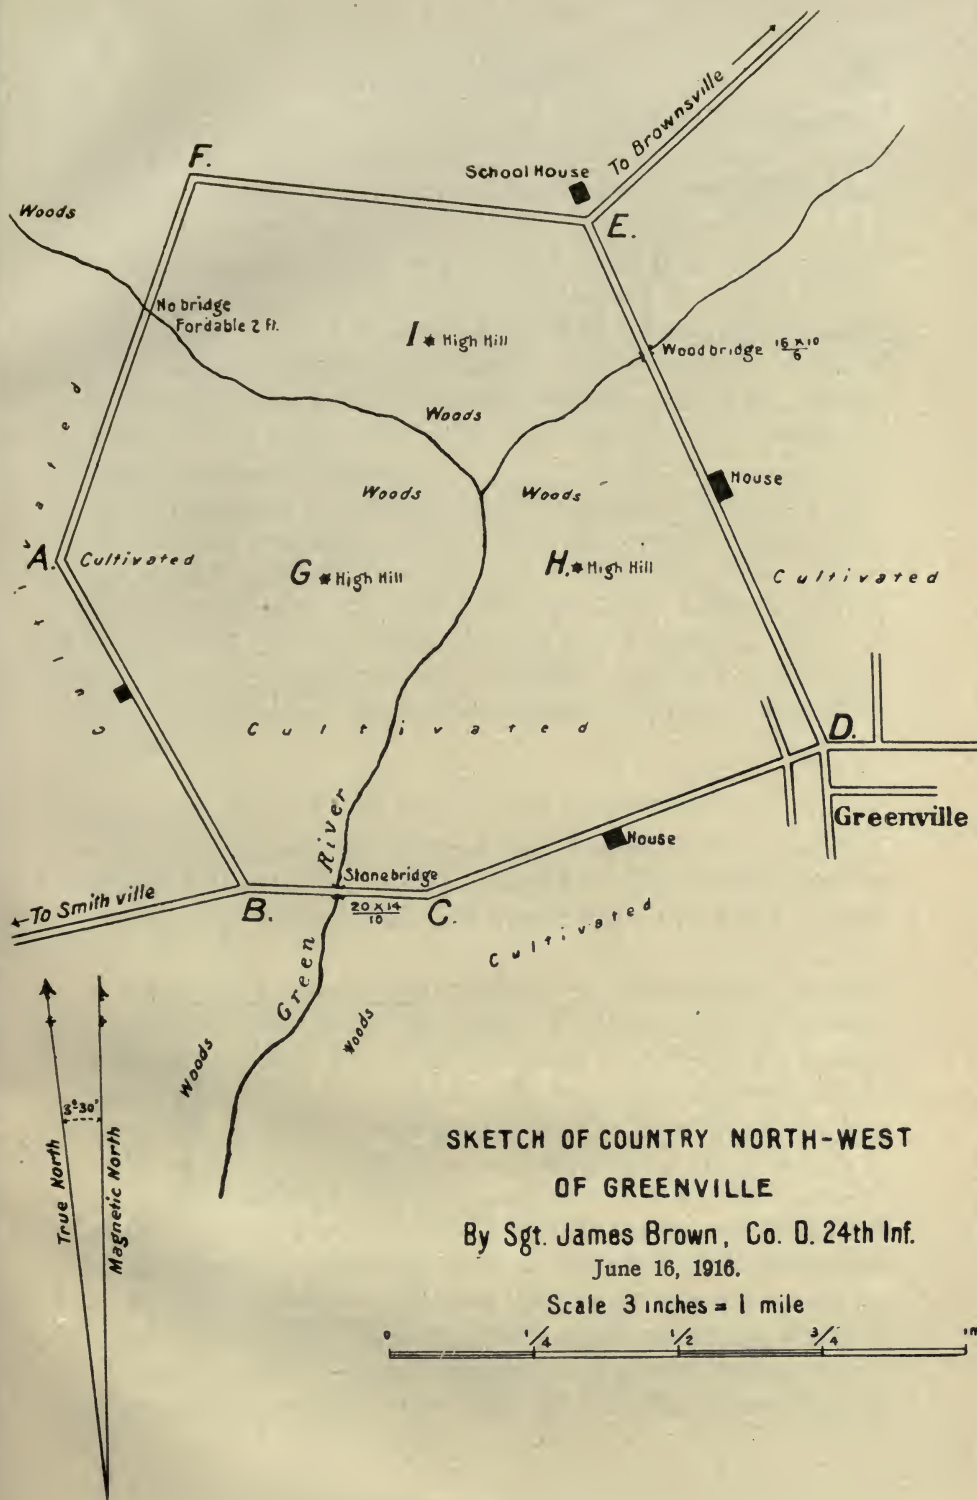 To Brownsville
F.
School House
E.
Woods
No bridge
Fordable 2 ft.
I * High Hill
Wood bridge 16 x 10
6
Woods
Woods
Woods
House
Cultivated
A.
Cultivated
G * High Hill
H. * High Hill
Cultivated
Cultivated
D.
Greenville
River
House
Stone bridge
20 x 14
10
To Smith ville
B.
C.
Green
Cultivated
Woods
Woods
True North
Magnetic North
SKETCH OF COUNTRY NORTH-WEST
OF GREENVILLE
By Sgt. James Brown, Co. D. 24th Inf.
June 16, 1916.
Scale 3 inches = 1 mile
0 1/4 1/2 3/4